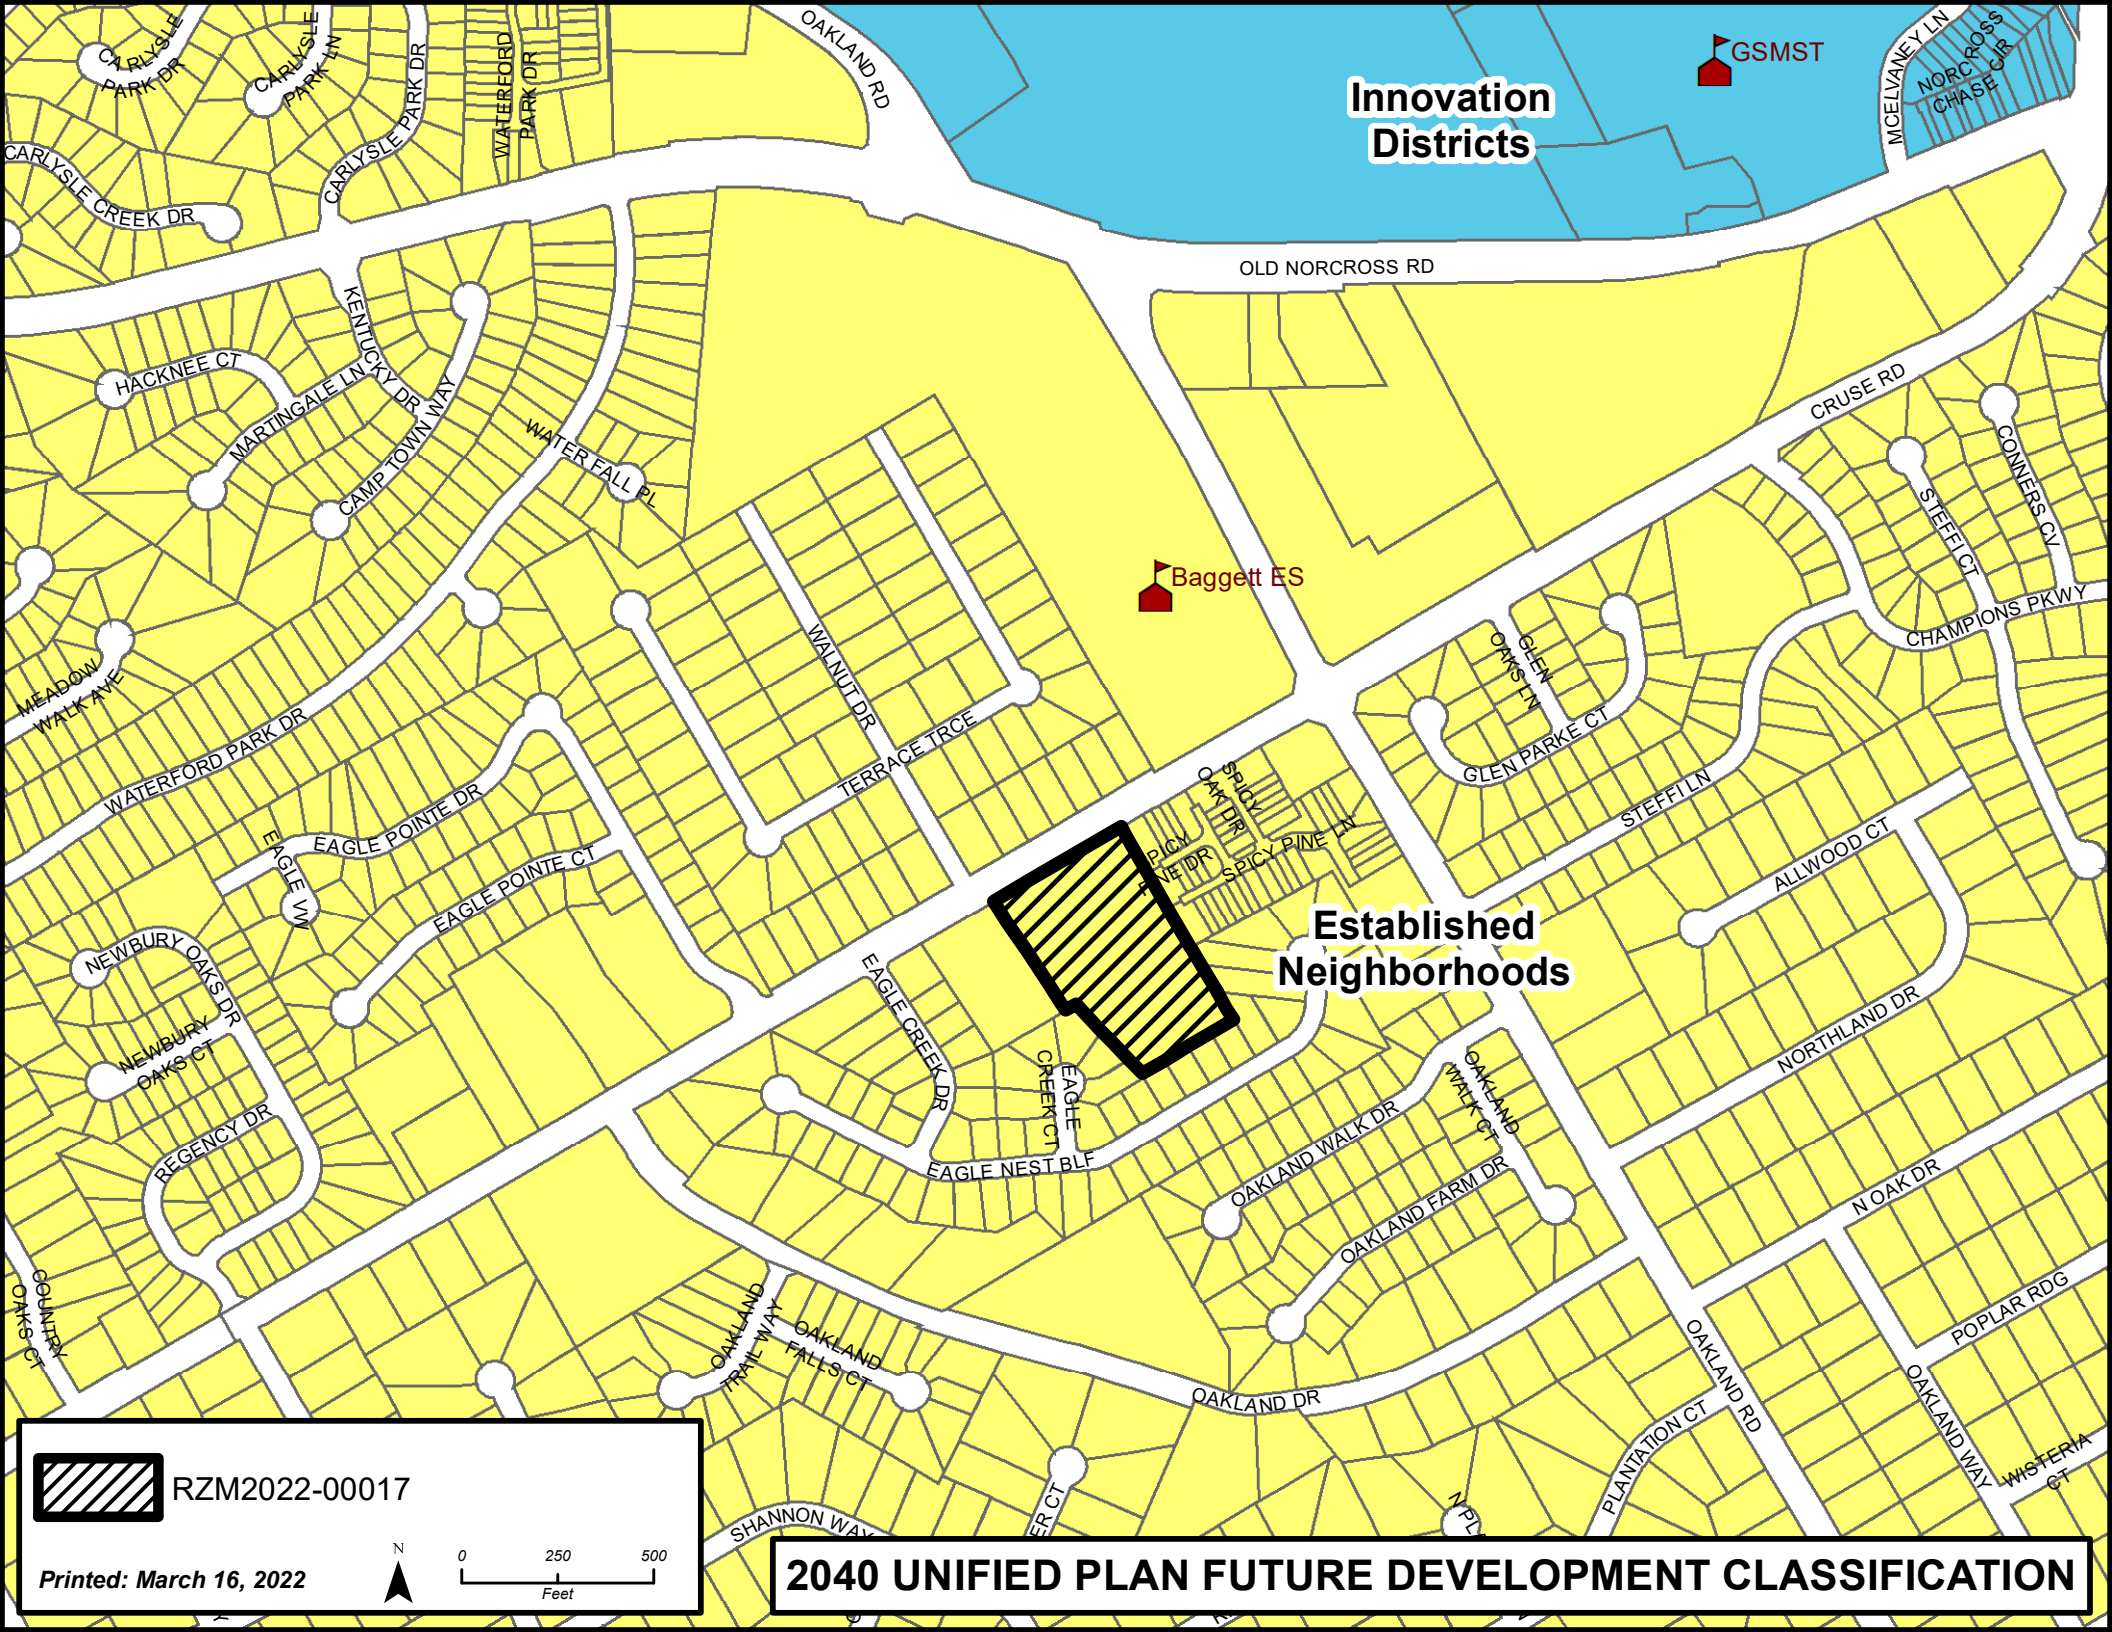 CARLYSLE
PARK DR
CARLYSLE
PARK LN
CARLYSLE PARK DR
WATERFORD
PARK DR
OAKLAND RD
Innovation
Districts
GSMST
MCELVANEY LN
NORCROSS
CHASE CIR
CARLYSLE CREEK DR
OLD NORCROSS RD
KENTUCKY DR
HACKNEE CT
MARTINGALE LN
CAMP TOWN WAY
WATER FALL PL
CRUSE RD
CONNERS CV
STEFFI CT
CHAMPIONS PKWY
Baggett ES
MEADOW
WALK AVE
WALNUT DR
GLEN
OAKS LN
GLEN PARKE CT
WATERFORD PARK DR
TERRACE TRCE
SPICY
OAK DR
STEFFI LN
EAGLE POINTE DR
EAGLE VW
EAGLE POINTE CT
SPICY PINE LN
PICY
INE DR
ALLWOOD CT
Established
Neighborhoods
NEWBURY OAKS DR
EAGLE CREEK DR
NEWBURY
OAKS CT
NORTHLAND DR
EAGLE
CREEK CT
OAKLAND
WALK CT
REGENCY DR
OAKLAND WALK DR
EAGLE NEST BLF
OAKLAND FARM DR
N OAK DR
COUNTRY
OAKS CT
OAKLAND
TRAIL WAY
OAKLAND
FALLS CT
POPLAR RDG
OAKLAND DR
OAKLAND RD
OAKLAND WAY
PLANTATION CT
WISTERIA
CT
SHANNON WAY
ER CT
N PL
RZM2022-00017
Printed: March 16, 2022
N
0 250 500
Feet
2040 UNIFIED PLAN FUTURE DEVELOPMENT CLASSIFICATION